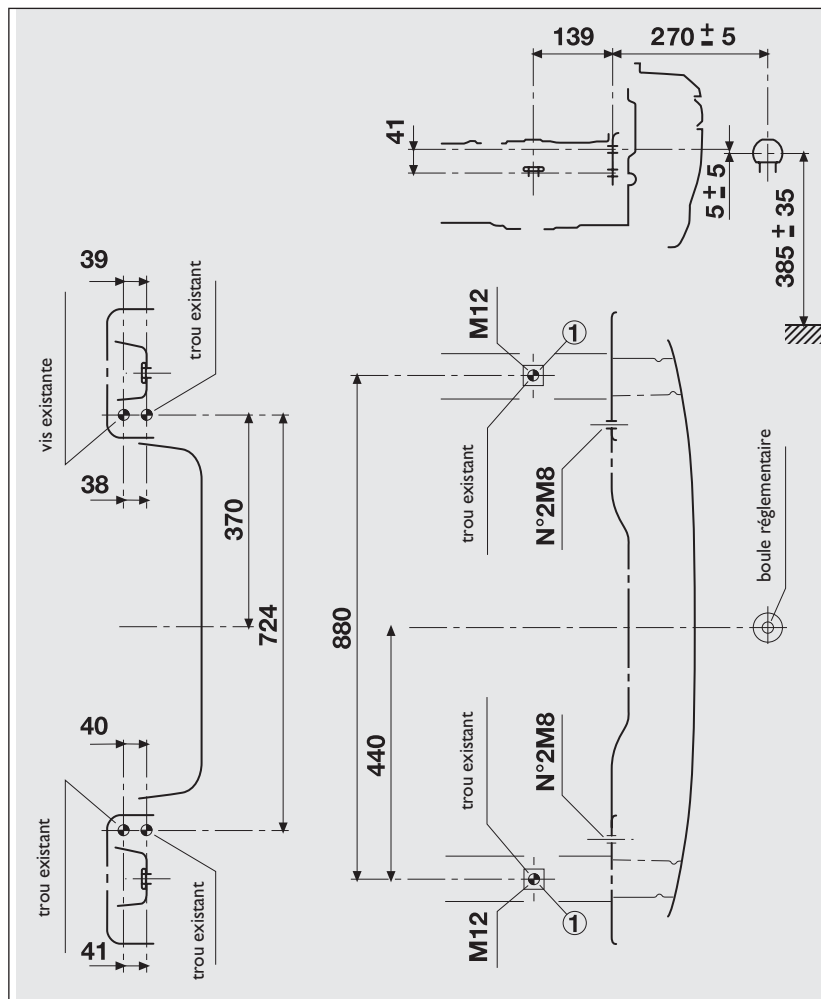 139
270 ± 5
41
5 ± 5
385 ± 35
39
trou existant
vis existante
38
370
724
M12
1
trou existant
N°2M8
boule réglementaire
880
440
40
trou existant
trou existant
41
trou existant
N°2M8
M12
1